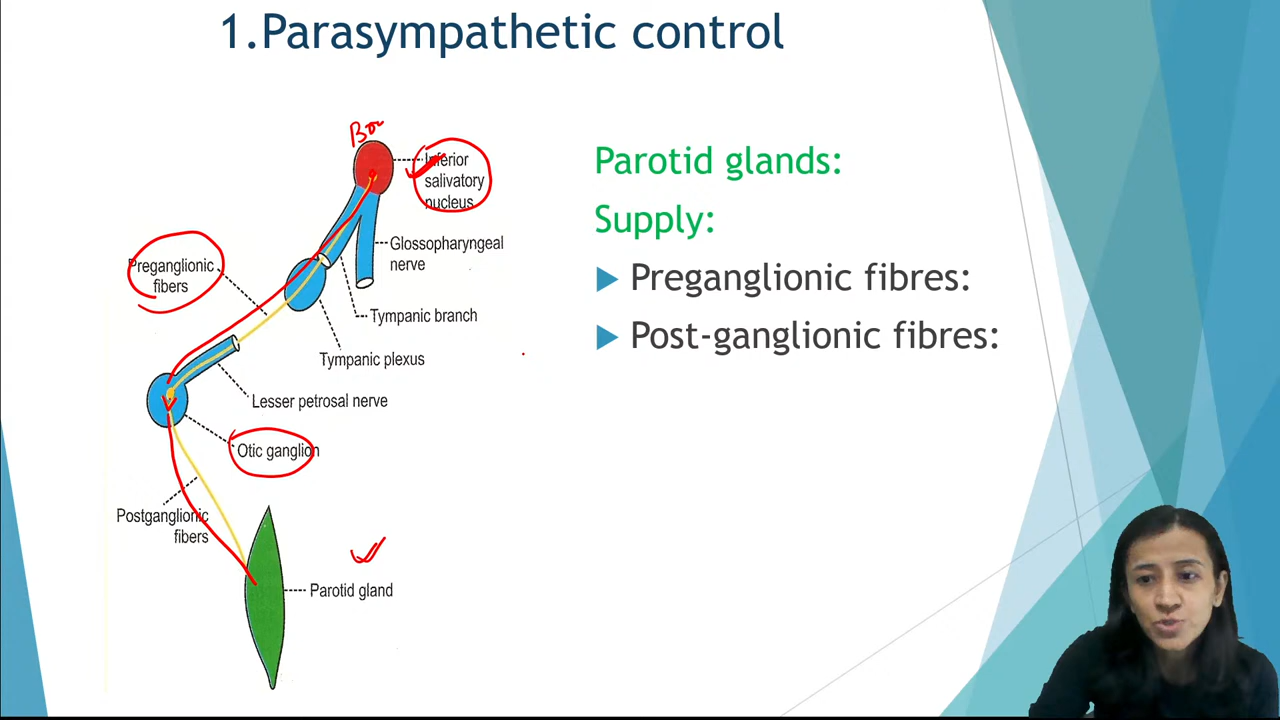 1.Parasympathetic control
Inferior
salivatory
nucleus
Glossopharyngeal
nerve
Preganglionic
fibers
Tympanic branch
Tympanic plexus
Lesser petrosal nerve
Otic ganglion
Postganglionic
fibers
Parotid gland
Parotid glands:
Supply:
Preganglionic fibres:
Post-ganglionic fibres: